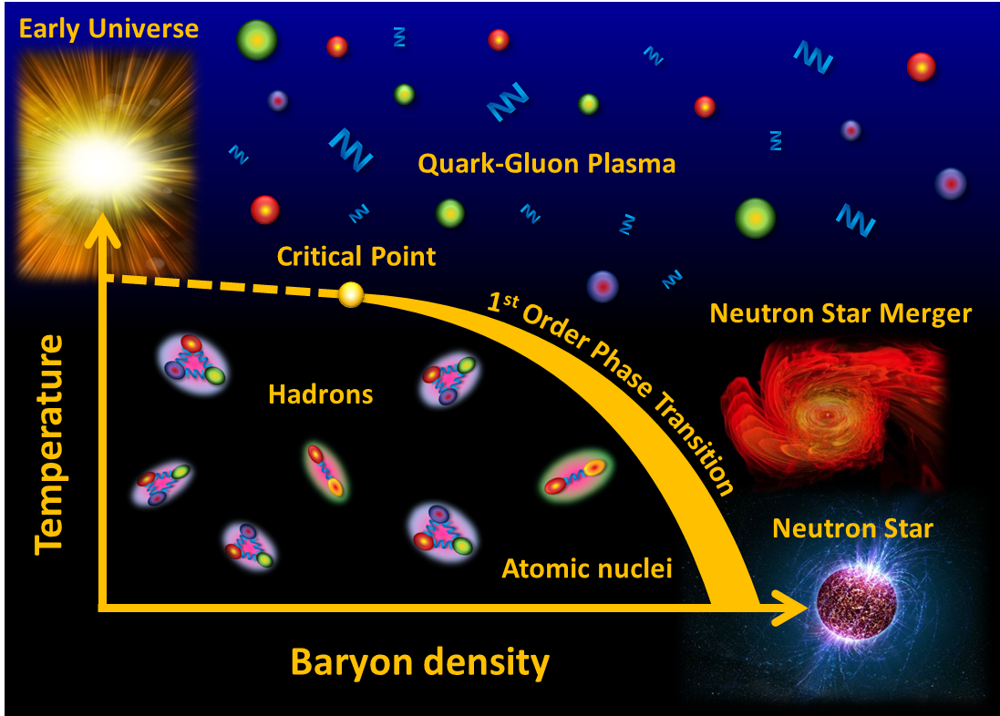 Early Universe
Quark-Gluon Plasma
Critical Point
1st Order Phase Transition
Neutron Star Merger
Hadrons
Temperature
Neutron Star
Atomic nuclei
Baryon density